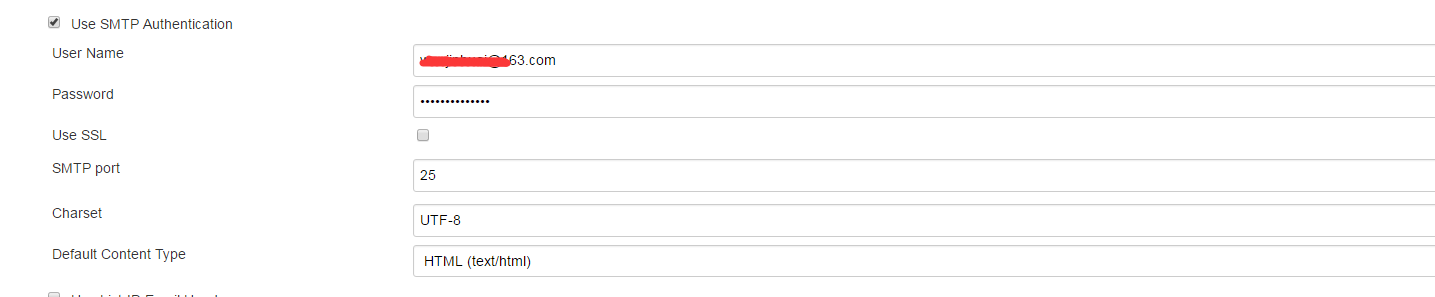 Use SMTP Authentication
User Name
63.com
Password
Use SSL
SMTP port
25
Charset
UTF-8
Default Content Type
HTML (text/html)